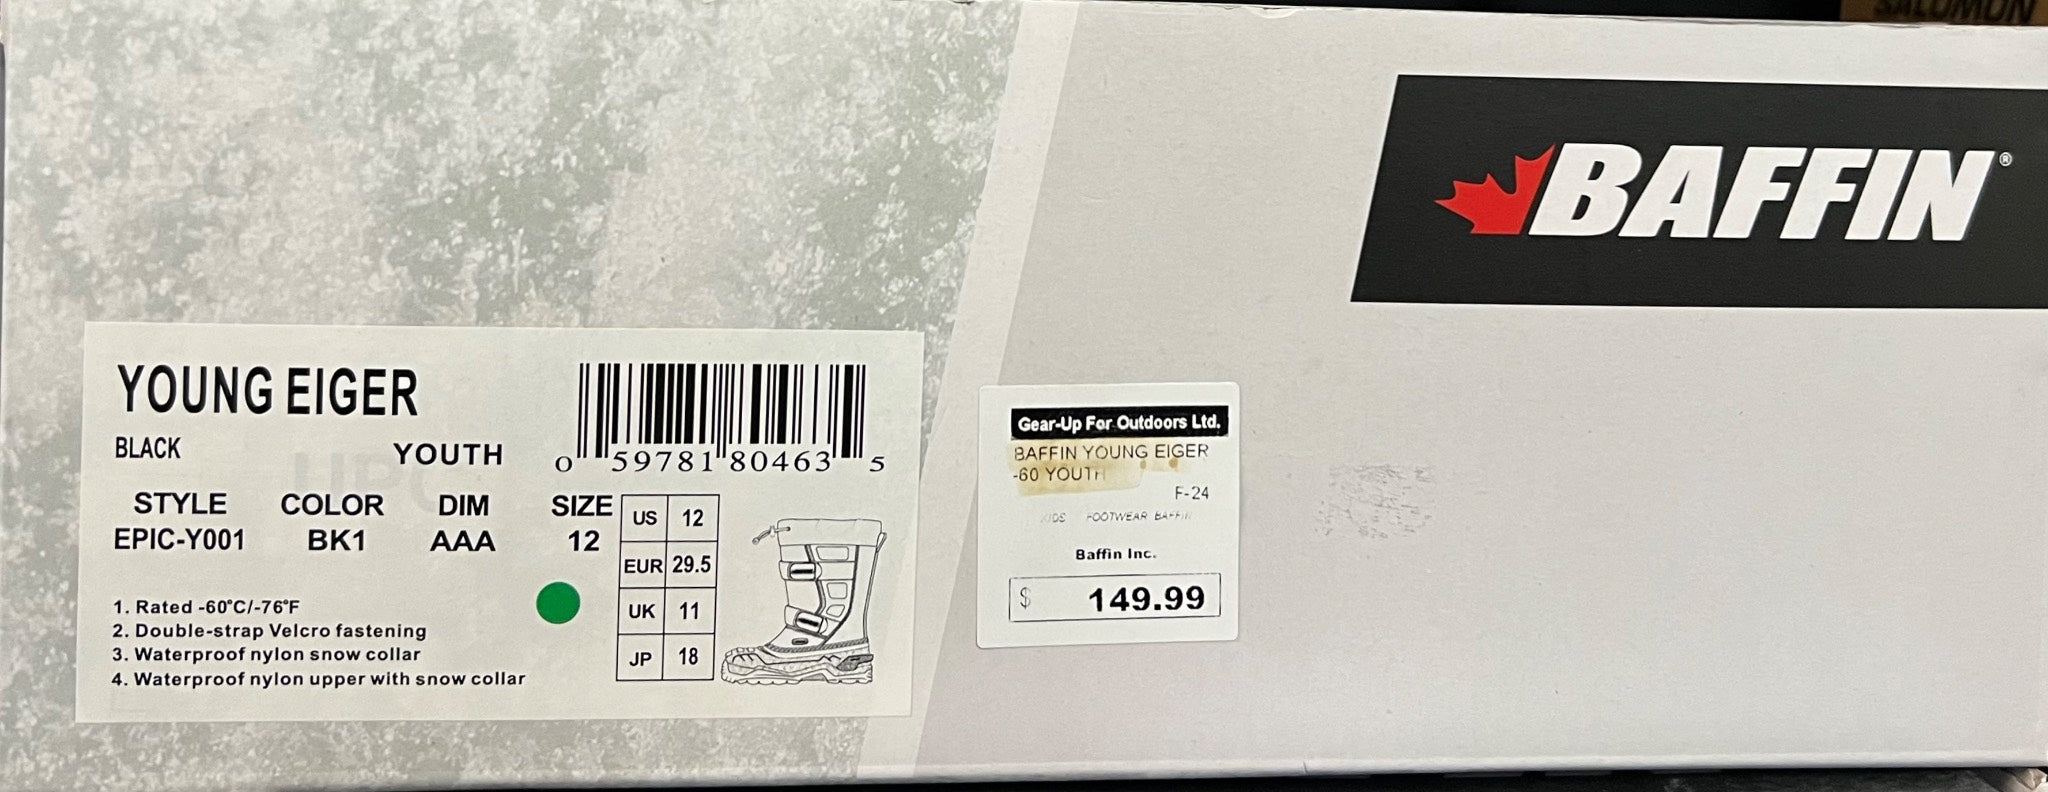 SALOMON
BAFFIN®
YOUNG EIGER
BLACK
YOUTH
0 59781 80463 5
STYLE COLOR DIM SIZE
EPIC-Y001 BK1 AAA 12
US 12
EUR 29.5
UK 11
JP 18
1. Rated -60°C/-76°F
2. Double-strap Velcro fastening
3. Waterproof nylon snow collar
4. Waterproof nylon upper with snow collar
Gear-Up For Outdoors Ltd.
BAFFIN YOUNG EIGER
-60 YOUTH
F-24
KIDS FOOTWEAR BAFFIN
Baffin Inc.
$ 149.99